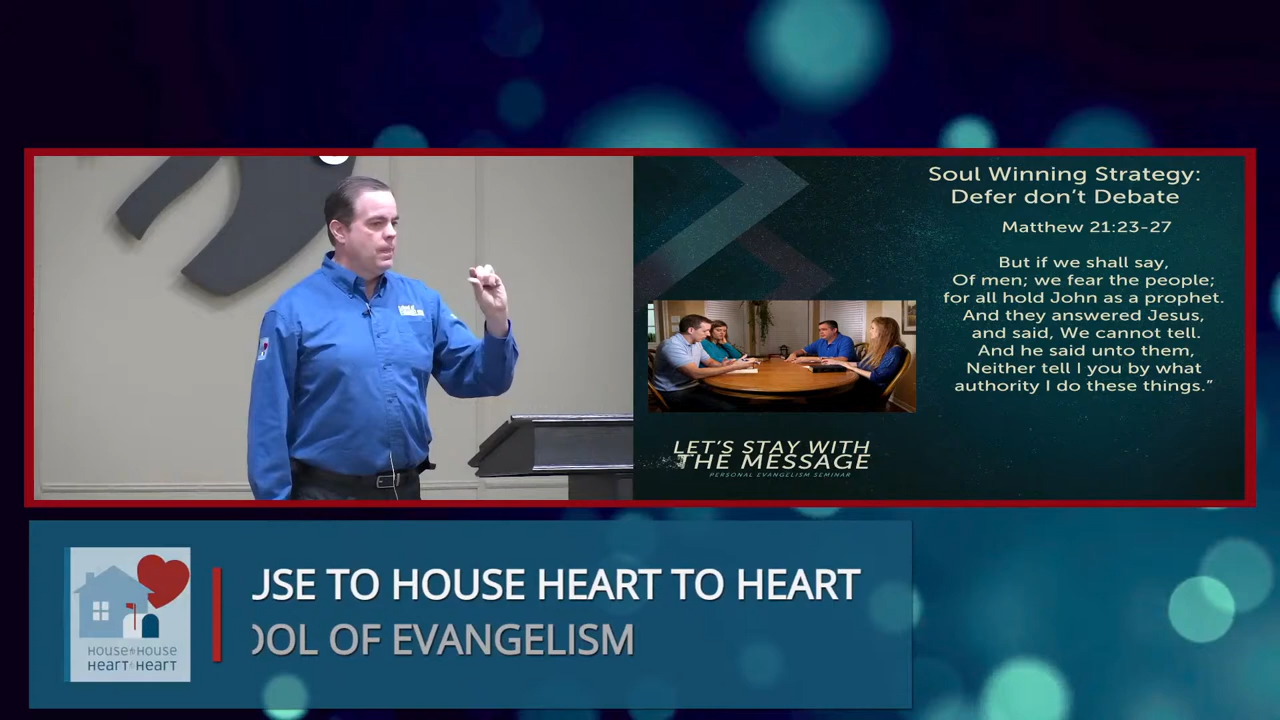 Soul Winning Strategy:
Defer don't Debate
Matthew 21:23-27
But if we shall say,
Of men; we fear the people;
for all hold John as a prophet.
And they answered Jesus,
and said, We cannot tell.
And he said unto them,
Neither tell I you by what
authority I do these things.”
LET'S STAY WITH
THE MESSAGE
PERSONAL EVANGELISM SEMINAR
USE TO HOUSE HEART TO HEART
OOL OF EVANGELISM
HOUSE to HOUSE
HEART to HEART